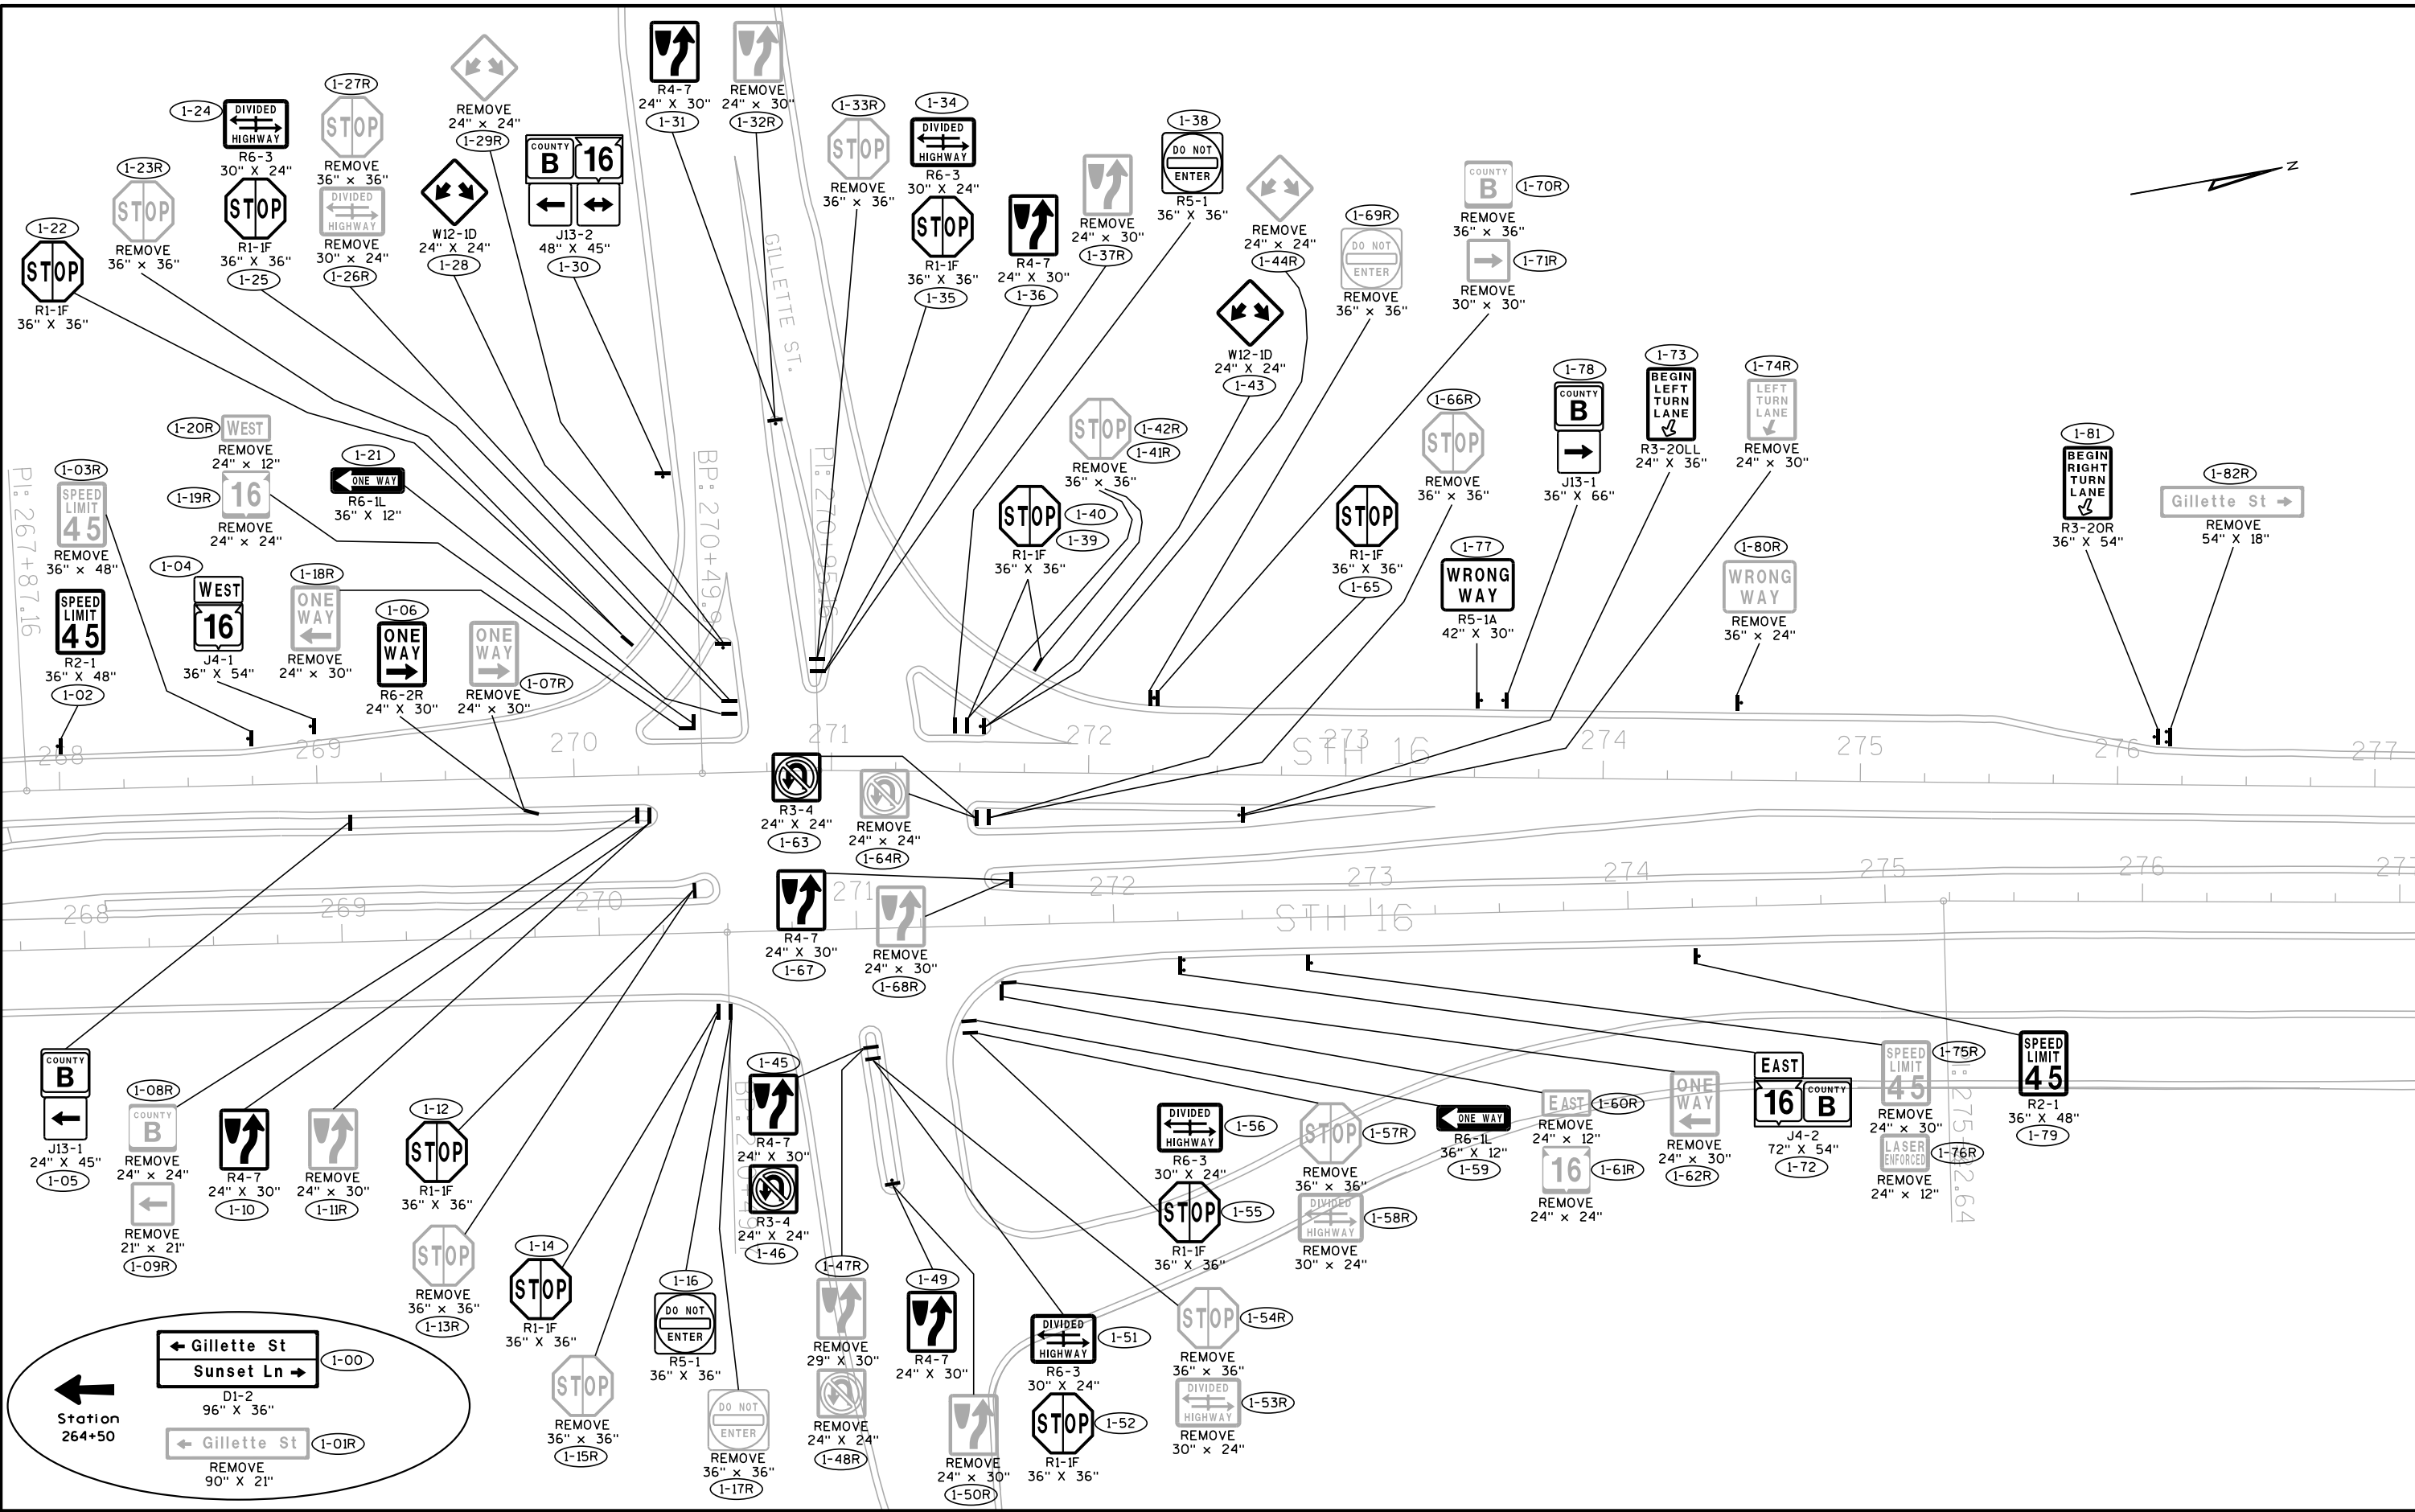 1-22
STOP
R1-1F
36" X 36"
1-23R
STOP
REMOVE
36" x 36"
1-24
DIVIDED
HIGHWAY
R6-3
30" X 24"
STOP
R1-1F
36" X 36"
1-25
1-27R
STOP
REMOVE
36" x 36"
DIVIDED
HIGHWAY
REMOVE
30" x 24"
1-26R
REMOVE
24" x 24"
1-29R
W12-1D
24" X 24"
1-28
COUNTY
B
16
J13-2
48" X 45"
1-30
R4-7
24" X 30"
1-31
REMOVE
24" x 30"
1-32R
GILLETTE ST.
1-33R
STOP
REMOVE
36" x 36"
1-34
DIVIDED
HIGHWAY
R6-3
30" X 24"
STOP
R1-1F
36" X 36"
1-35
R4-7
24" X 30"
1-36
REMOVE
24" x 30"
1-37R
1-38
DO NOT
ENTER
R5-1
36" X 36"
REMOVE
24" x 24"
1-44R
W12-1D
24" X 24"
1-43
1-69R
DO NOT
ENTER
REMOVE
36" x 36"
COUNTY
B
1-70R
REMOVE
36" x 36"
1-71R
REMOVE
30" x 30"
N
1-03R
SPEED
LIMIT
45
REMOVE
36" x 48"
SPEED
LIMIT
45
R2-1
36" X 48"
1-02
1-20R
WEST
REMOVE
24" x 12"
1-19R
16
REMOVE
24" x 24"
1-04
WEST
16
J4-1
36" X 54"
1-21
ONE WAY
R6-1L
36" X 12"
1-18R
ONE
WAY
REMOVE
24" x 30"
1-06
ONE
WAY
R6-2R
24" X 30"
ONE
WAY
1-07R
REMOVE
24" x 30"
STOP
1-42R
1-41R
REMOVE
36" x 36"
STOP
1-40
1-39
R1-1F
36" X 36"
1-66R
STOP
REMOVE
36" x 36"
STOP
R1-1F
36" X 36"
1-65
1-77
WRONG
WAY
R5-1A
42" X 30"
1-78
COUNTY
B
J13-1
36" X 66"
1-73
BEGIN
LEFT
TURN
LANE
R3-20LL
24" X 36"
1-74R
LEFT
TURN
LANE
REMOVE
24" x 30"
1-80R
WRONG
WAY
REMOVE
36" x 24"
1-81
BEGIN
RIGHT
TURN
LANE
R3-20R
36" X 54"
1-82R
Gillette St
REMOVE
54" X 18"
PI: 267+87.16
268
269
270
271
272
273
274
275
276
277
STH 16
R3-4
24" X 24"
1-63
REMOVE
24" x 24"
1-64R
268
269
270
271
272
273
274
275
276
STH 16
R4-7
24" X 30"
1-67
REMOVE
24" x 30"
1-68R
COUNTY
B
J13-1
24" X 45"
1-05
1-08R
COUNTY
B
REMOVE
24" x 24"
REMOVE
21" x 21"
1-09R
R4-7
24" X 30"
1-10
REMOVE
24" x 30"
1-11R
1-12
STOP
R1-1F
36" X 36"
STOP
REMOVE
36" x 36"
1-13R
1-14
STOP
R1-1F
36" X 36"
STOP
REMOVE
36" x 36"
1-15R
1-16
DO NOT
ENTER
R5-1
36" X 36"
DO NOT
ENTER
REMOVE
36" x 36"
1-17R
1-45
R4-7
24" X 30"
R3-4
24" X 24"
1-46
1-47R
REMOVE
29" X 30"
REMOVE
24" X 24"
1-48R
1-49
R4-7
24" X 30"
REMOVE
24" x 30"
1-50R
DIVIDED
HIGHWAY
1-51
R6-3
30" X 24"
STOP
1-52
R1-1F
36" X 36"
STOP
1-54R
REMOVE
36" x 36"
DIVIDED
HIGHWAY
1-53R
REMOVE
30" x 24"
DIVIDED
HIGHWAY
1-56
R6-3
30" X 24"
STOP
1-55
R1-1F
36" X 36"
STOP
1-57R
REMOVE
36" x 36"
DIVIDED
HIGHWAY
1-58R
REMOVE
30" x 24"
ONE WAY
R6-1L
36" X 12"
1-59
EAST
1-60R
REMOVE
24" x 12"
16
1-61R
REMOVE
24" x 24"
ONE
WAY
REMOVE
24" x 30"
1-62R
EAST
16
COUNTY
B
J4-2
72" X 54"
1-72
SPEED
LIMIT
45
1-75R
REMOVE
24" x 30"
LASER
ENFORCED
1-76R
REMOVE
24" x 12"
SPEED
LIMIT
45
R2-1
36" X 48"
1-79
Station
264+50
Gillette St
Sunset Ln
1-00
D1-2
96" X 36"
Gillette St
1-01R
REMOVE
90" X 21"